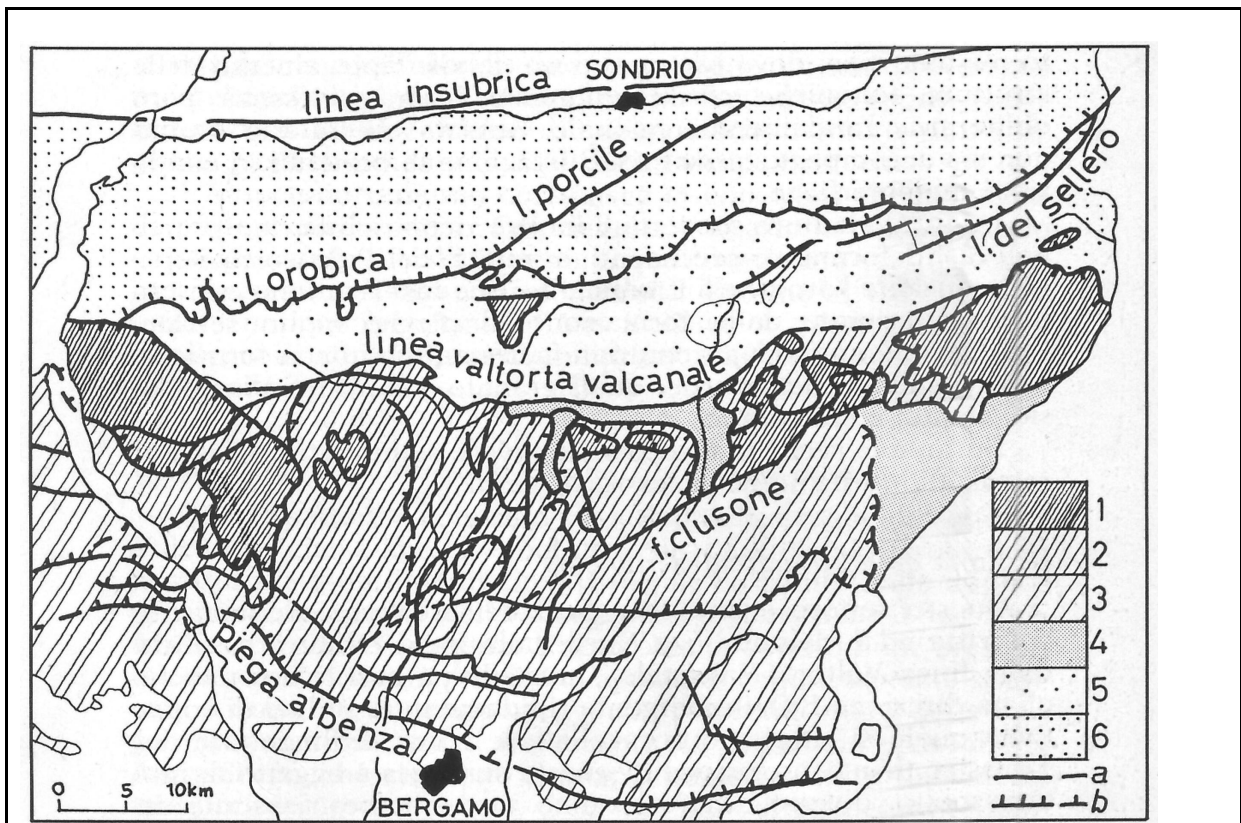 SONDRIO
linea insubrica
l. porcile
l. del sellero
l. orobica
linea valtorta valcanale
f. clusone
piega albenza
BERGAMO
0 5 10km
1
2
3
4
5
6
a
b